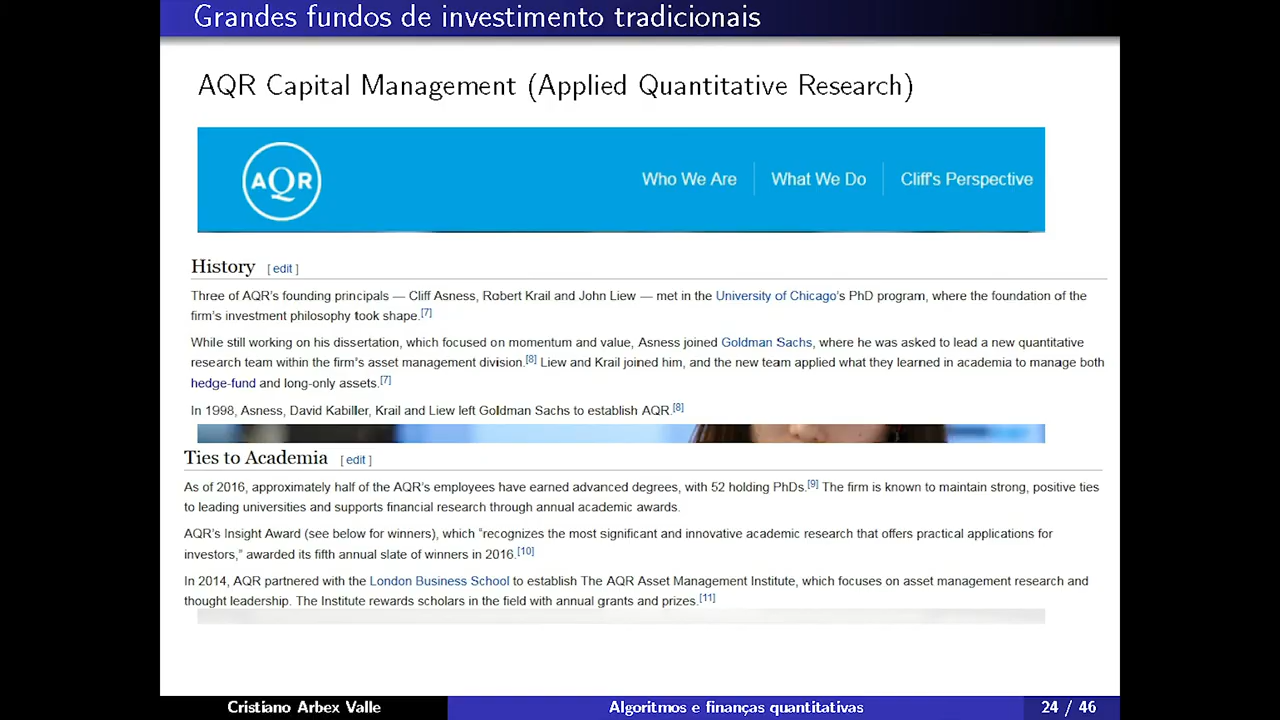 Grandes fundos de investimento tradicionais
AQR Capital Management (Applied Quantitative Research)
AQR
Who We Are
What We Do
Cliff's Perspective
History [ edit ]
Three of AQR's founding principals — Cliff Asness, Robert Krail and John Liew — met in the University of Chicago's PhD program, where the foundation of the
firm's investment philosophy took shape.[7]
While still working on his dissertation, which focused on momentum and value, Asness joined Goldman Sachs, where he was asked to lead a new quantitative
research team within the firm's asset management division.[8] Liew and Krail joined him, and the new team applied what they learned in academia to manage both
hedge-fund and long-only assets.[7]
In 1998, Asness, David Kabiller, Krail and Liew left Goldman Sachs to establish AQR.[8]
Ties to Academia [ edit ]
As of 2016, approximately half of the AQR's employees have earned advanced degrees, with 52 holding PhDs.[9] The firm is known to maintain strong, positive ties
to leading universities and supports financial research through annual academic awards.
AQR's Insight Award (see below for winners), which "recognizes the most significant and innovative academic research that offers practical applications for
investors," awarded its fifth annual slate of winners in 2016.[10]
In 2014, AQR partnered with the London Business School to establish The AQR Asset Management Institute, which focuses on asset management research and
thought leadership. The Institute rewards scholars in the field with annual grants and prizes.[11]
Cristiano Arbex Valle
Algoritmos e finanças quantitativas
24 / 46